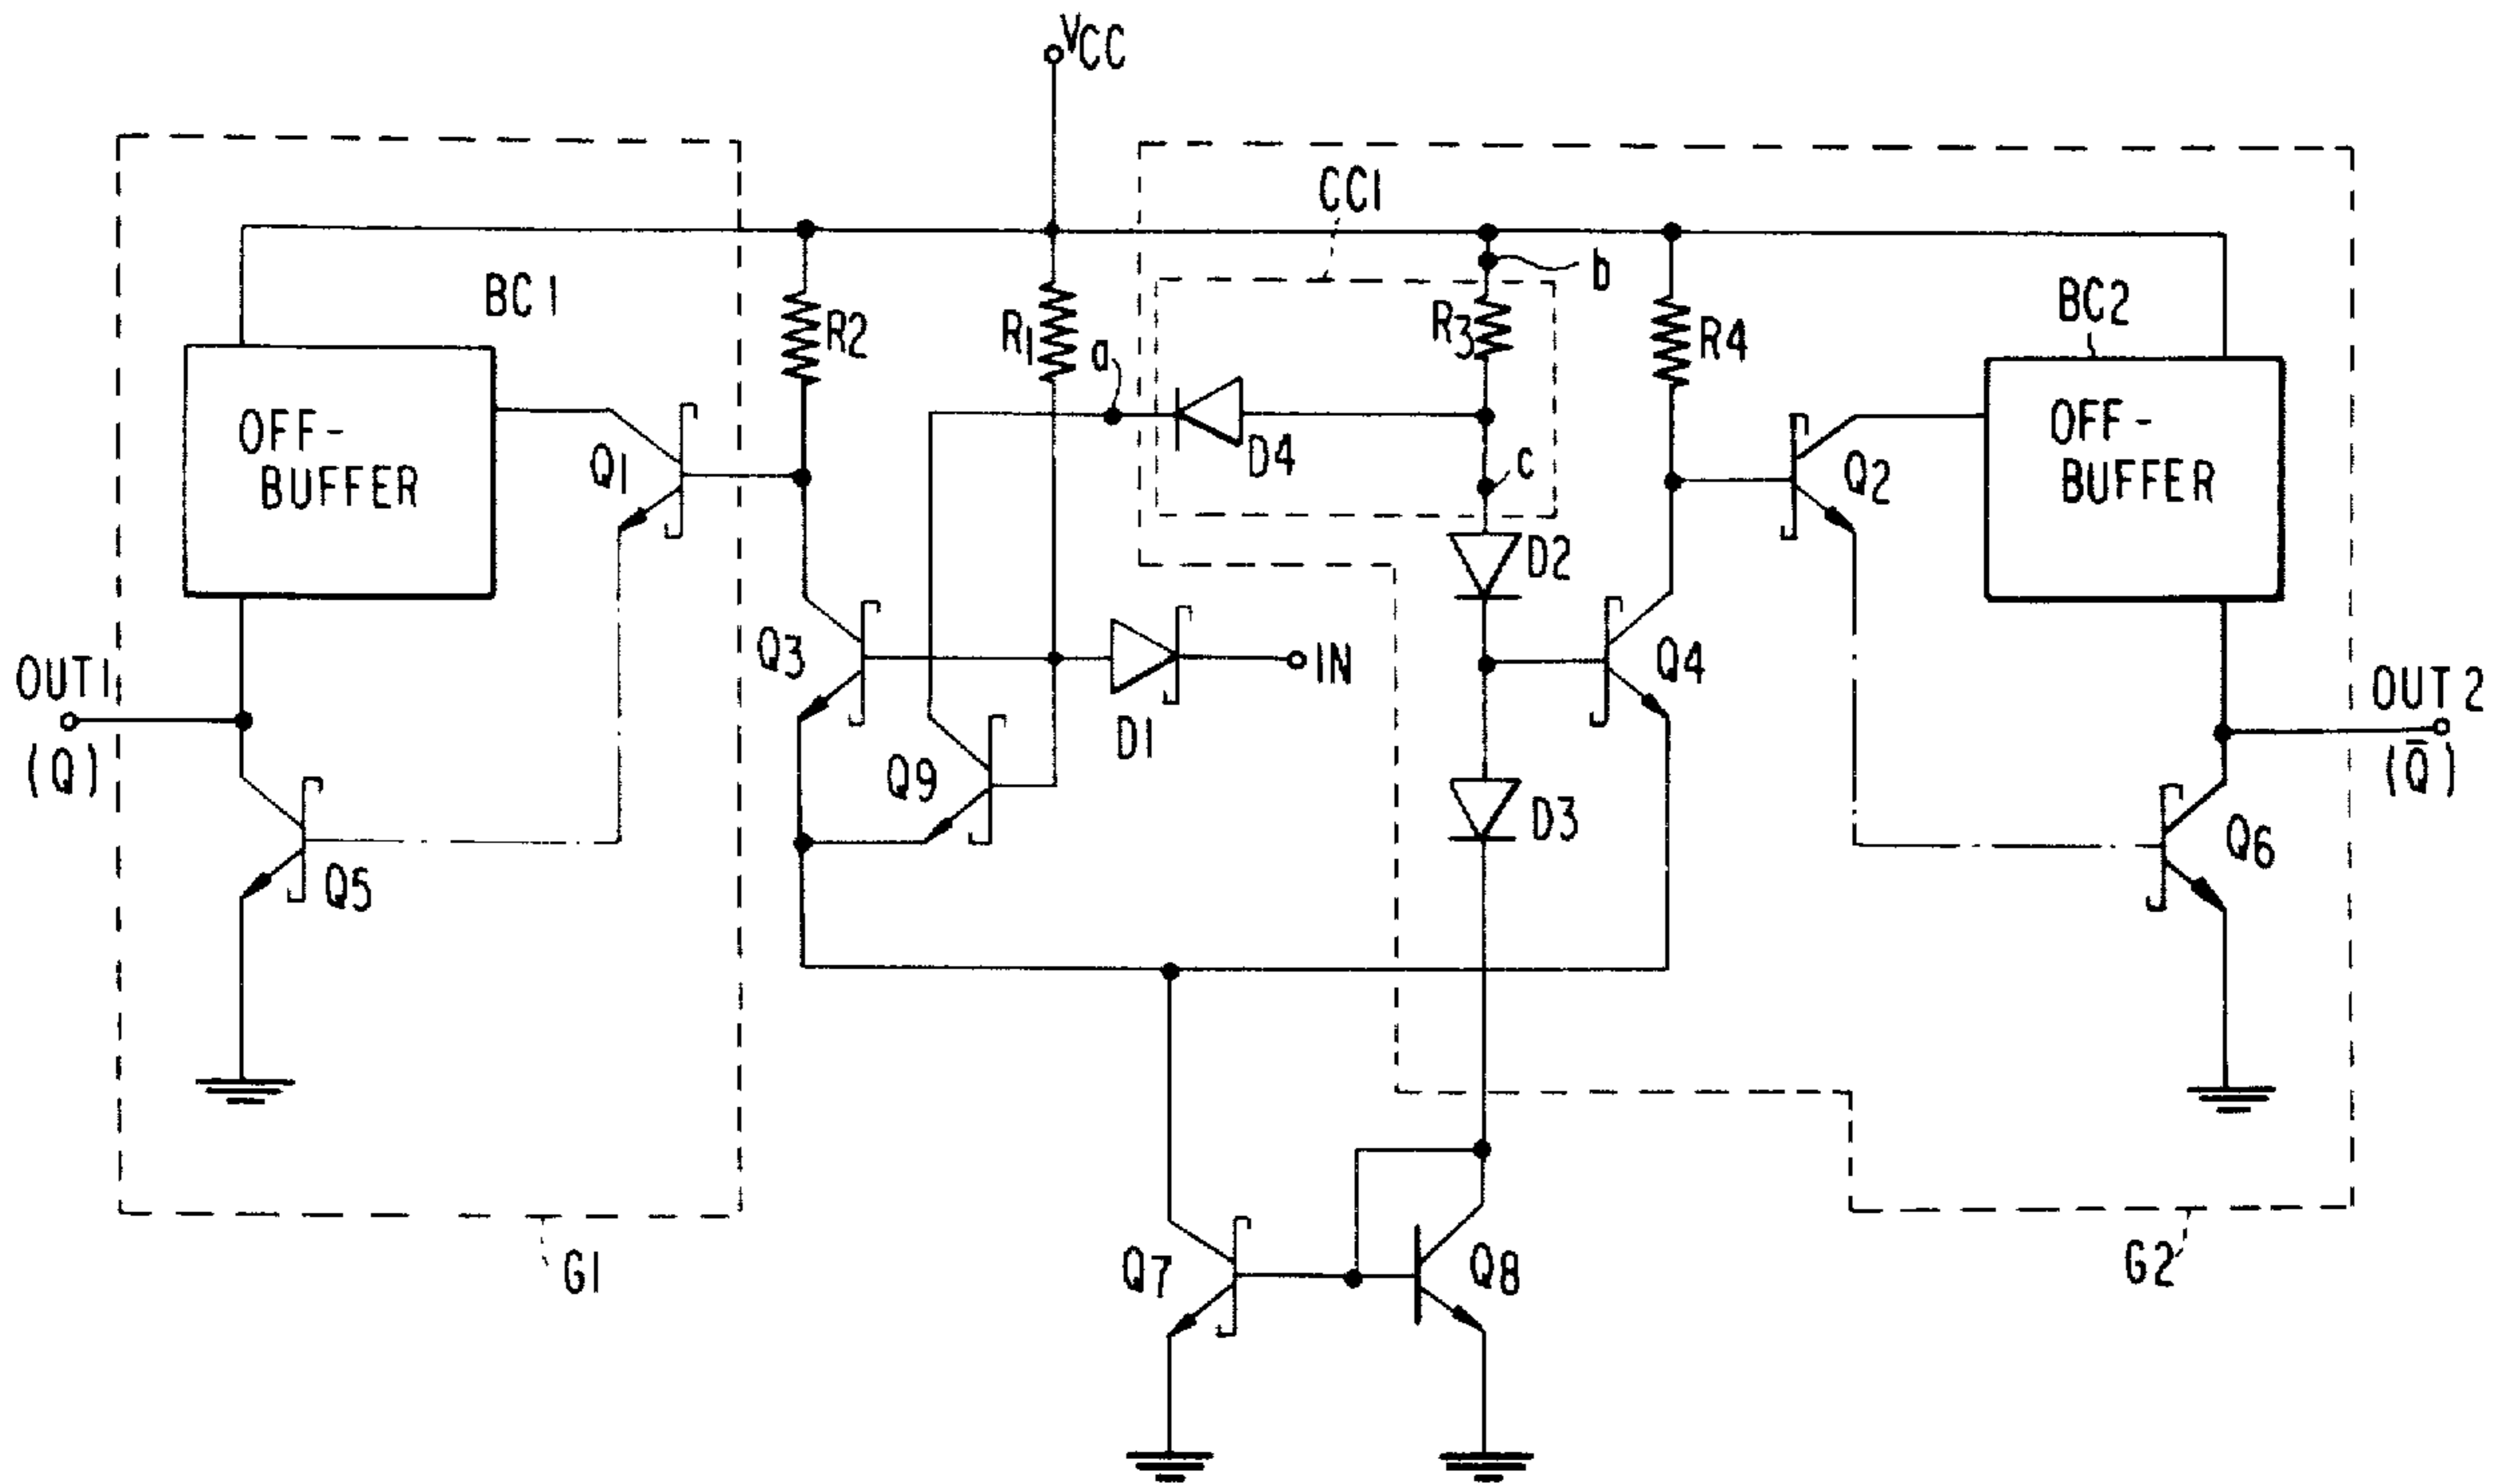 VCC
CC1
BC1
b
R2
R1
a
R3
R4
BC2
OFF-
BUFFER
Q1
D4
c
Q2
OFF-
BUFFER
D2
OUT1
Q3
IN
Q4
OUT2
(Q)
D1
Q9
D3
(Q̄)
Q5
Q6
G1
Q7
Q8
G2